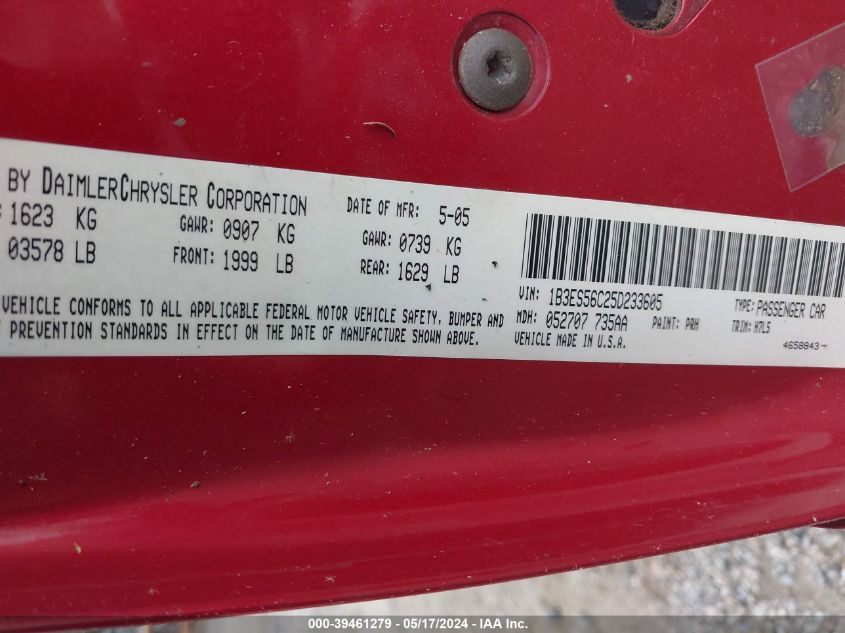 BY DAIMLERCHRYSLER CORPORATION DATE OF MFR: 5-05
1623 KG GAWR: 0907 KG GAWR: 0739 KG
03578 LB FRONT: 1999 LB REAR: 1629 LB
VIN: 1B3ES56C25D233605 TYPE: PASSENGER CAR
VEHICLE CONFORMS TO ALL APPLICABLE FEDERAL MOTOR VEHICLE SAFETY, BUMPER AND
MDH: 052707 735AA PAINT: PRH TRIM: H7L5
PREVENTION STANDARDS IN EFFECT ON THE DATE OF MANUFACTURE SHOWN ABOVE.
VEHICLE MADE IN U.S.A. 4658843
000-39461279 - 05/17/2024 - IAA Inc.